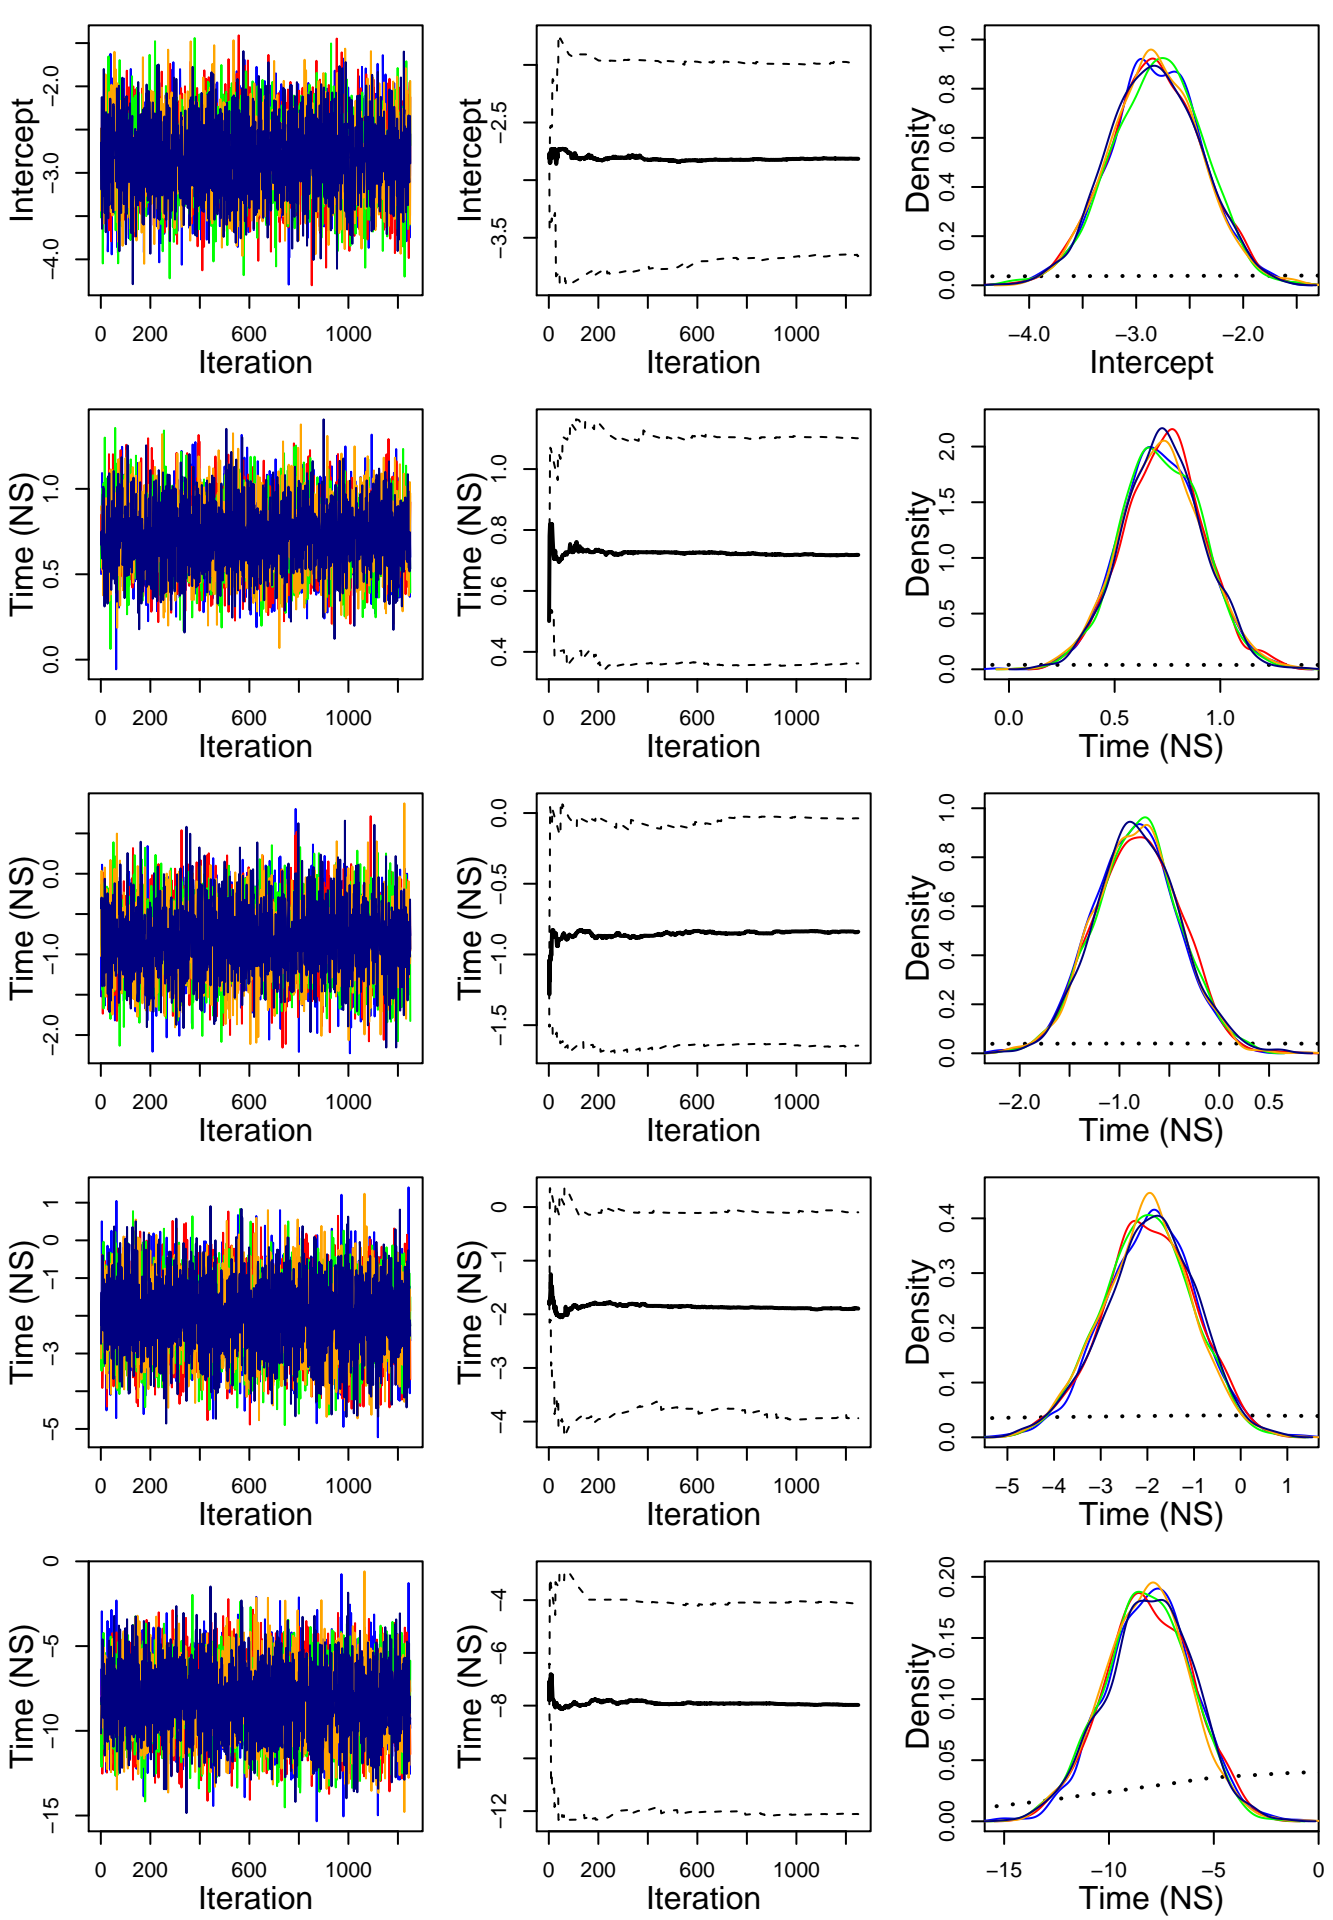 Intercept
−4.0 −3.0 −2.0
0 200 600 1000
Iteration
Intercept
−3.5 −2.5
0 200 600 1000
Iteration
Density
0.0 0.2 0.4 0.6 0.8 1.0
−4.0 −3.0 −2.0
Intercept
Time (NS)
0.0 0.5 1.0
0 200 600 1000
Iteration
Time (NS)
0.4 0.6 0.8 1.0
0 200 600 1000
Iteration
Density
0.0 0.5 1.0 1.5 2.0
0.0 0.5 1.0
Time (NS)
Time (NS)
−2.0 −1.0 0.0
0 200 600 1000
Iteration
Time (NS)
−1.5 −1.0 −0.5 0.0
0 200 600 1000
Iteration
Density
0.0 0.2 0.4 0.6 0.8 1.0
−2.0 −1.0 0.0 0.5
Time (NS)
Time (NS)
−5 −3 −1 0 1
0 200 600 1000
Iteration
Time (NS)
−4 −3 −2 −1 0
0 200 600 1000
Iteration
Density
0.0 0.1 0.2 0.3 0.4
−5 −4 −3 −2 −1 0 1
Time (NS)
Time (NS)
−15 −10 −5 0
0 200 600 1000
Iteration
Time (NS)
−12 −8 −6 −4
0 200 600 1000
Iteration
Density
0.00 0.05 0.10 0.15 0.20
−15 −10 −5 0
Time (NS)